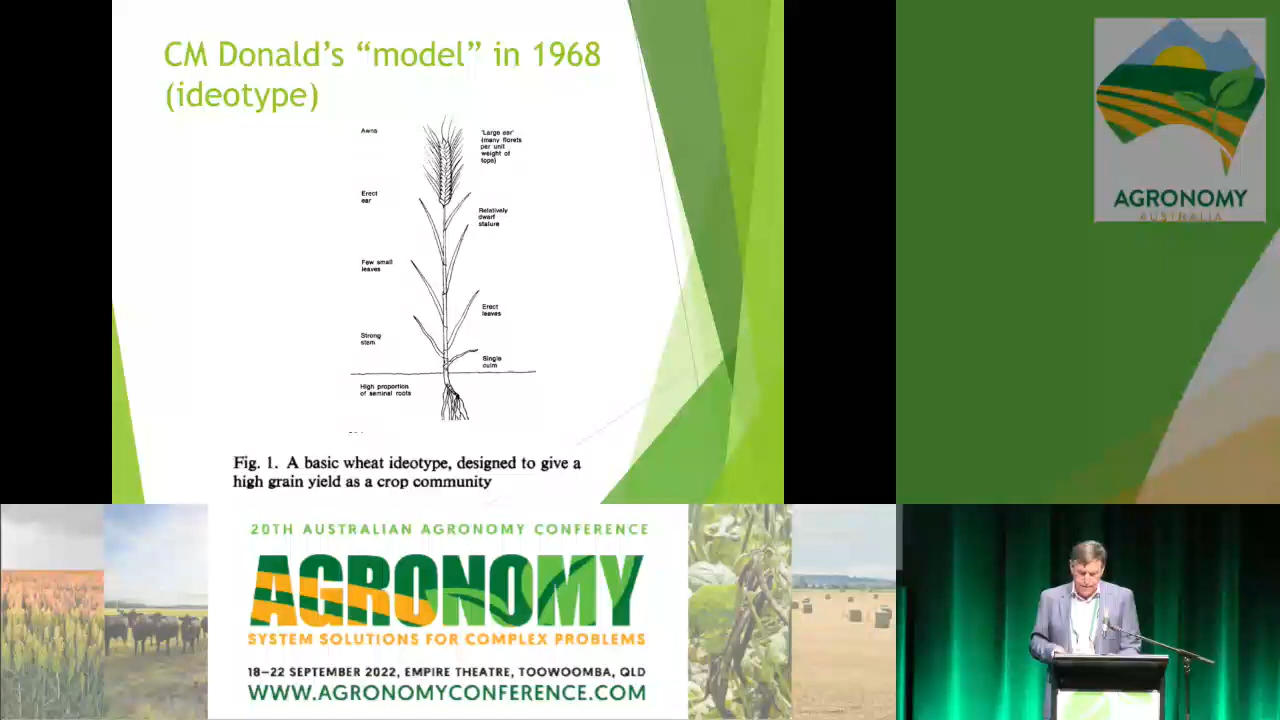 CM Donald's “model” in 1968
(ideotype)
Awns
'Large ear'
(many florets
per unit
weight of
tops)
Erect
ear
Relatively
dwarf
stature
Few small
leaves
Erect
leaves
Strong
stem
Single
culm
High proportion
of seminal roots
Fig. 1. A basic wheat ideotype, designed to give a
high grain yield as a crop community
AGRONOMY
AUSTRALIA
20TH AUSTRALIAN AGRONOMY CONFERENCE
AGRONOMY
SYSTEM SOLUTIONS FOR COMPLEX PROBLEMS
18–22 SEPTEMBER 2022, EMPIRE THEATRE, TOOWOOMBA, QLD
WWW.AGRONOMYCONFERENCE.COM